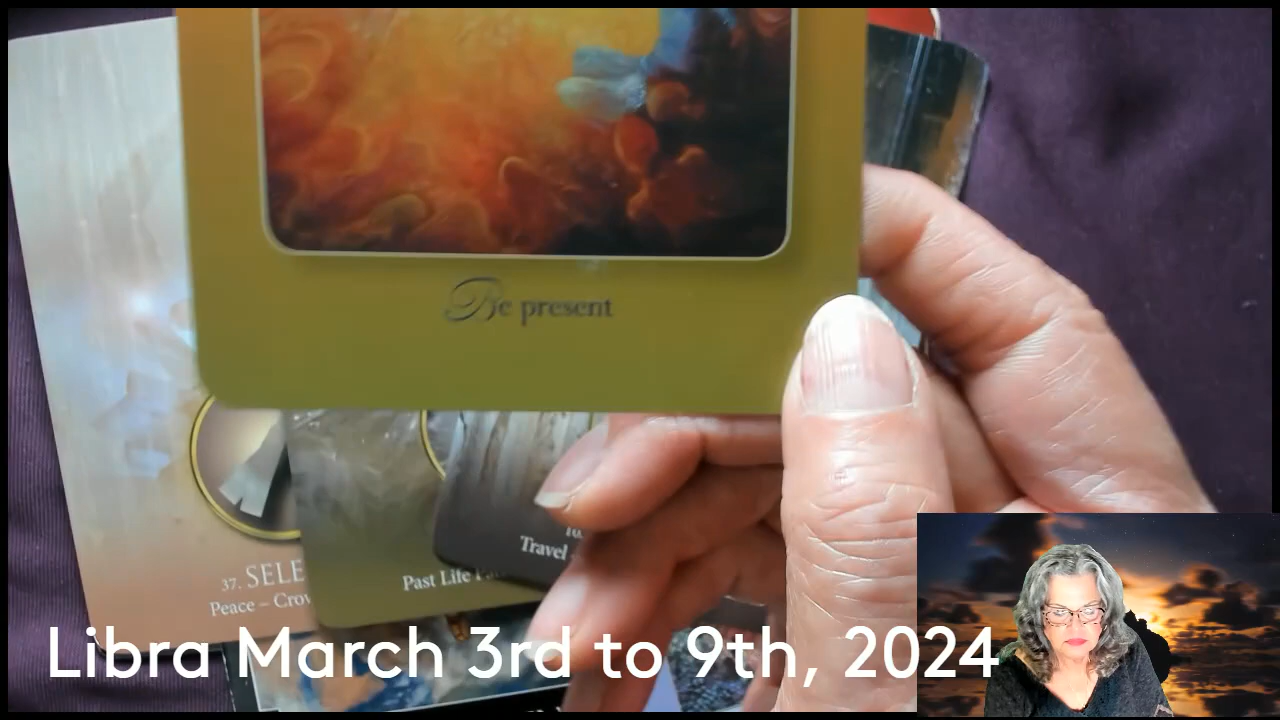 Be present
37. SELE
Peace – Crow
Past Life
Travel
Libra March 3rd to 9th, 2024